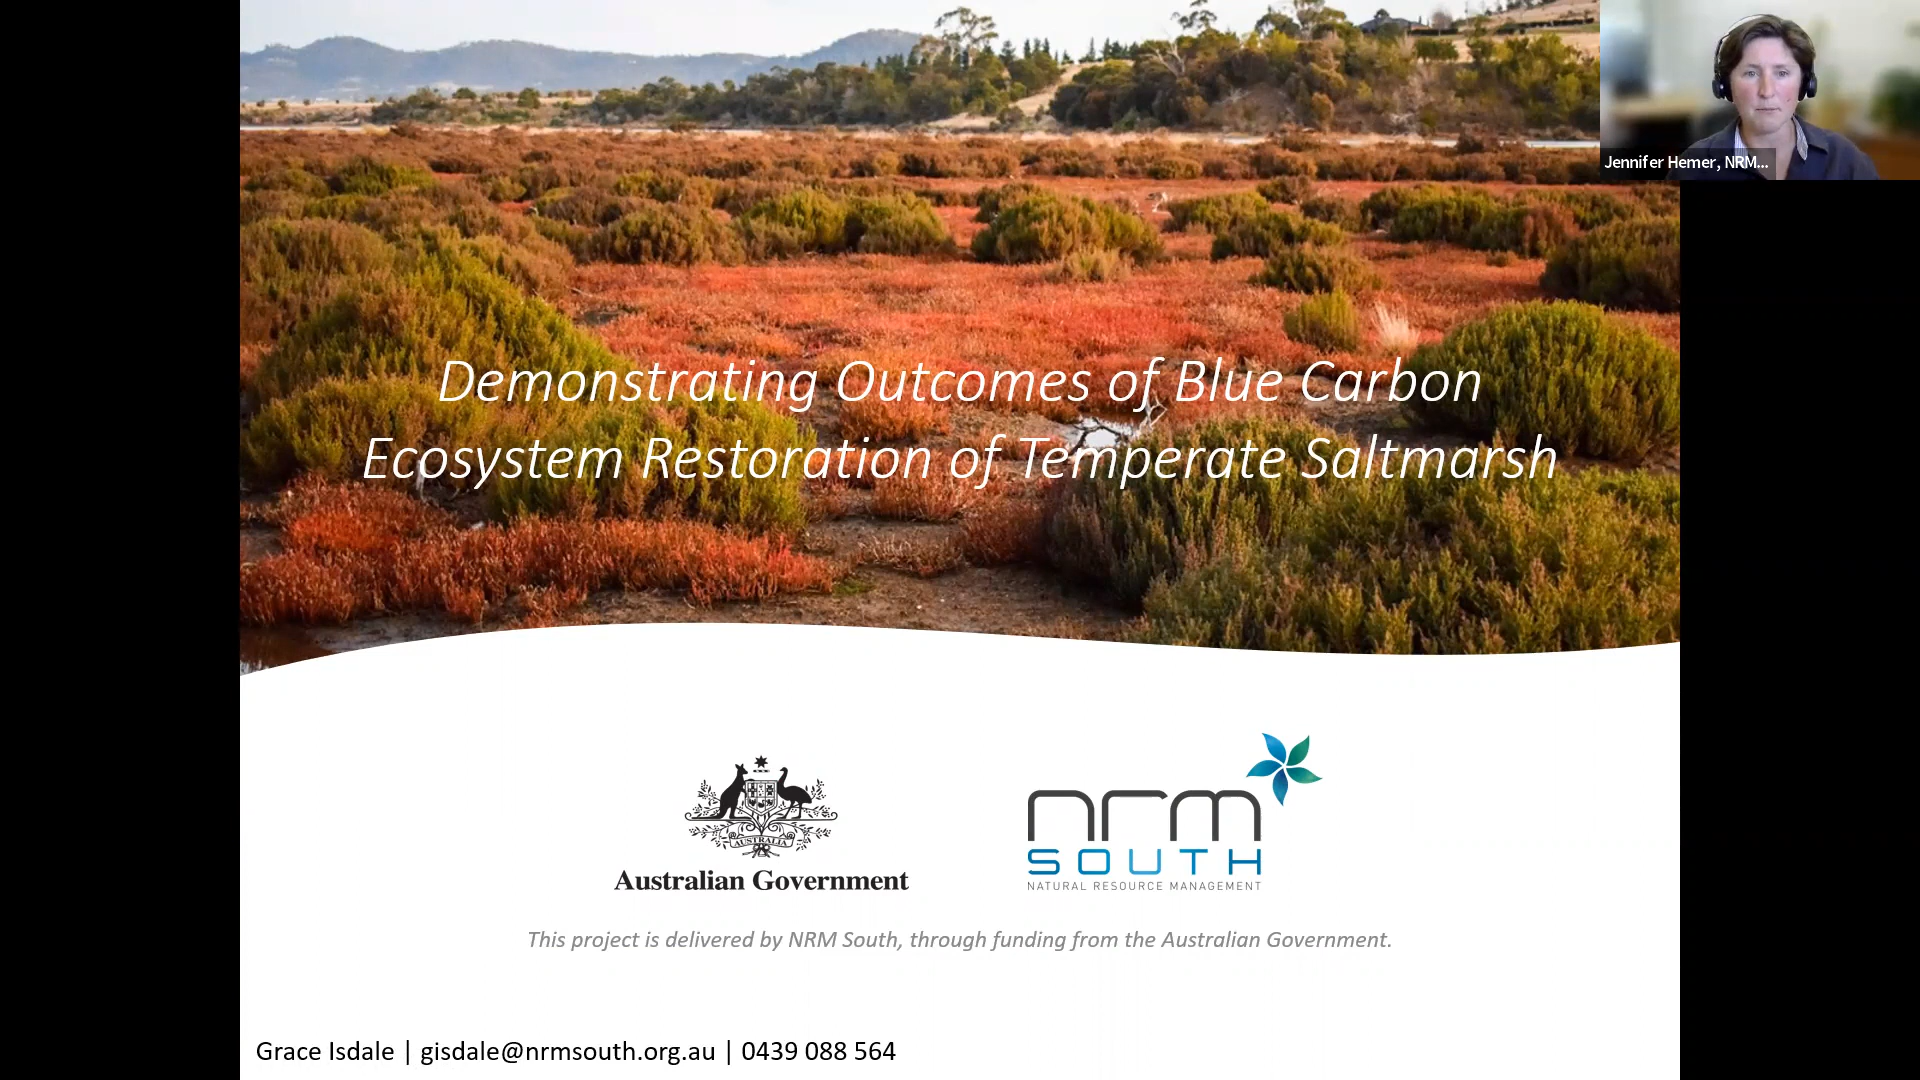 Jennifer Hemer, NRM...
Demonstrating Outcomes of Blue Carbon
Ecosystem Restoration of Temperate Saltmarsh
AUSTRALIA
Australian Government
nrm
SOUTH
NATURAL RESOURCE MANAGEMENT
This project is delivered by NRM South, through funding from the Australian Government.
Grace Isdale | gisdale@nrmsouth.org.au | 0439 088 564